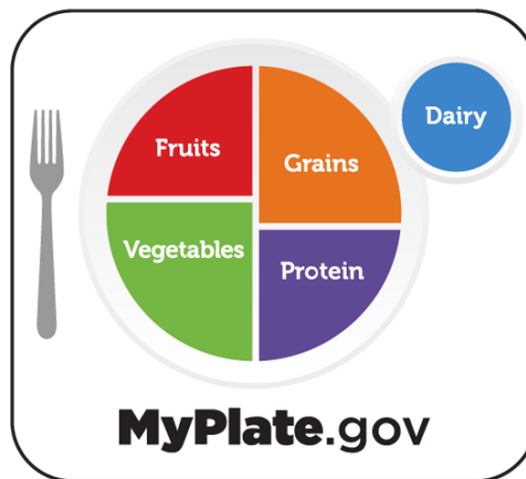 Fruits
Grains
Dairy
Vegetables
Protein
MyPlate.gov